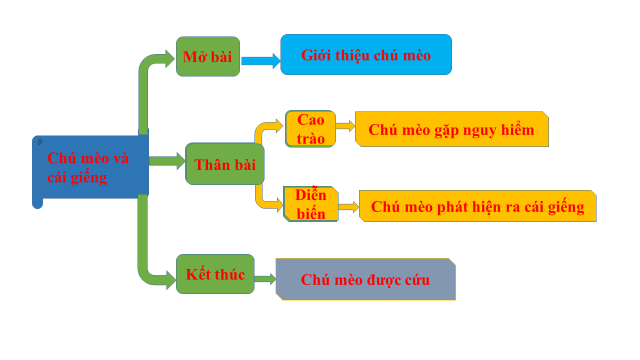 Chú mèo và
cái giếng
Mở bài
Giới thiệu chú mèo
Thân bài
Cao
trào
Chú mèo gặp nguy hiểm
Diễn
biến
Chú mèo phát hiện ra cái giếng
Kết thúc
Chú mèo được cứu